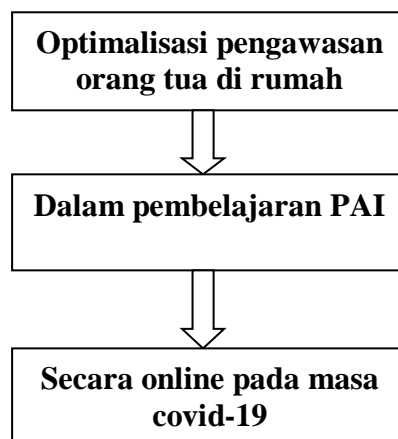 Optimalisasi pengawasan
orang tua di rumah
Dalam pembelajaran PAI
Secara online pada masa
covid-19